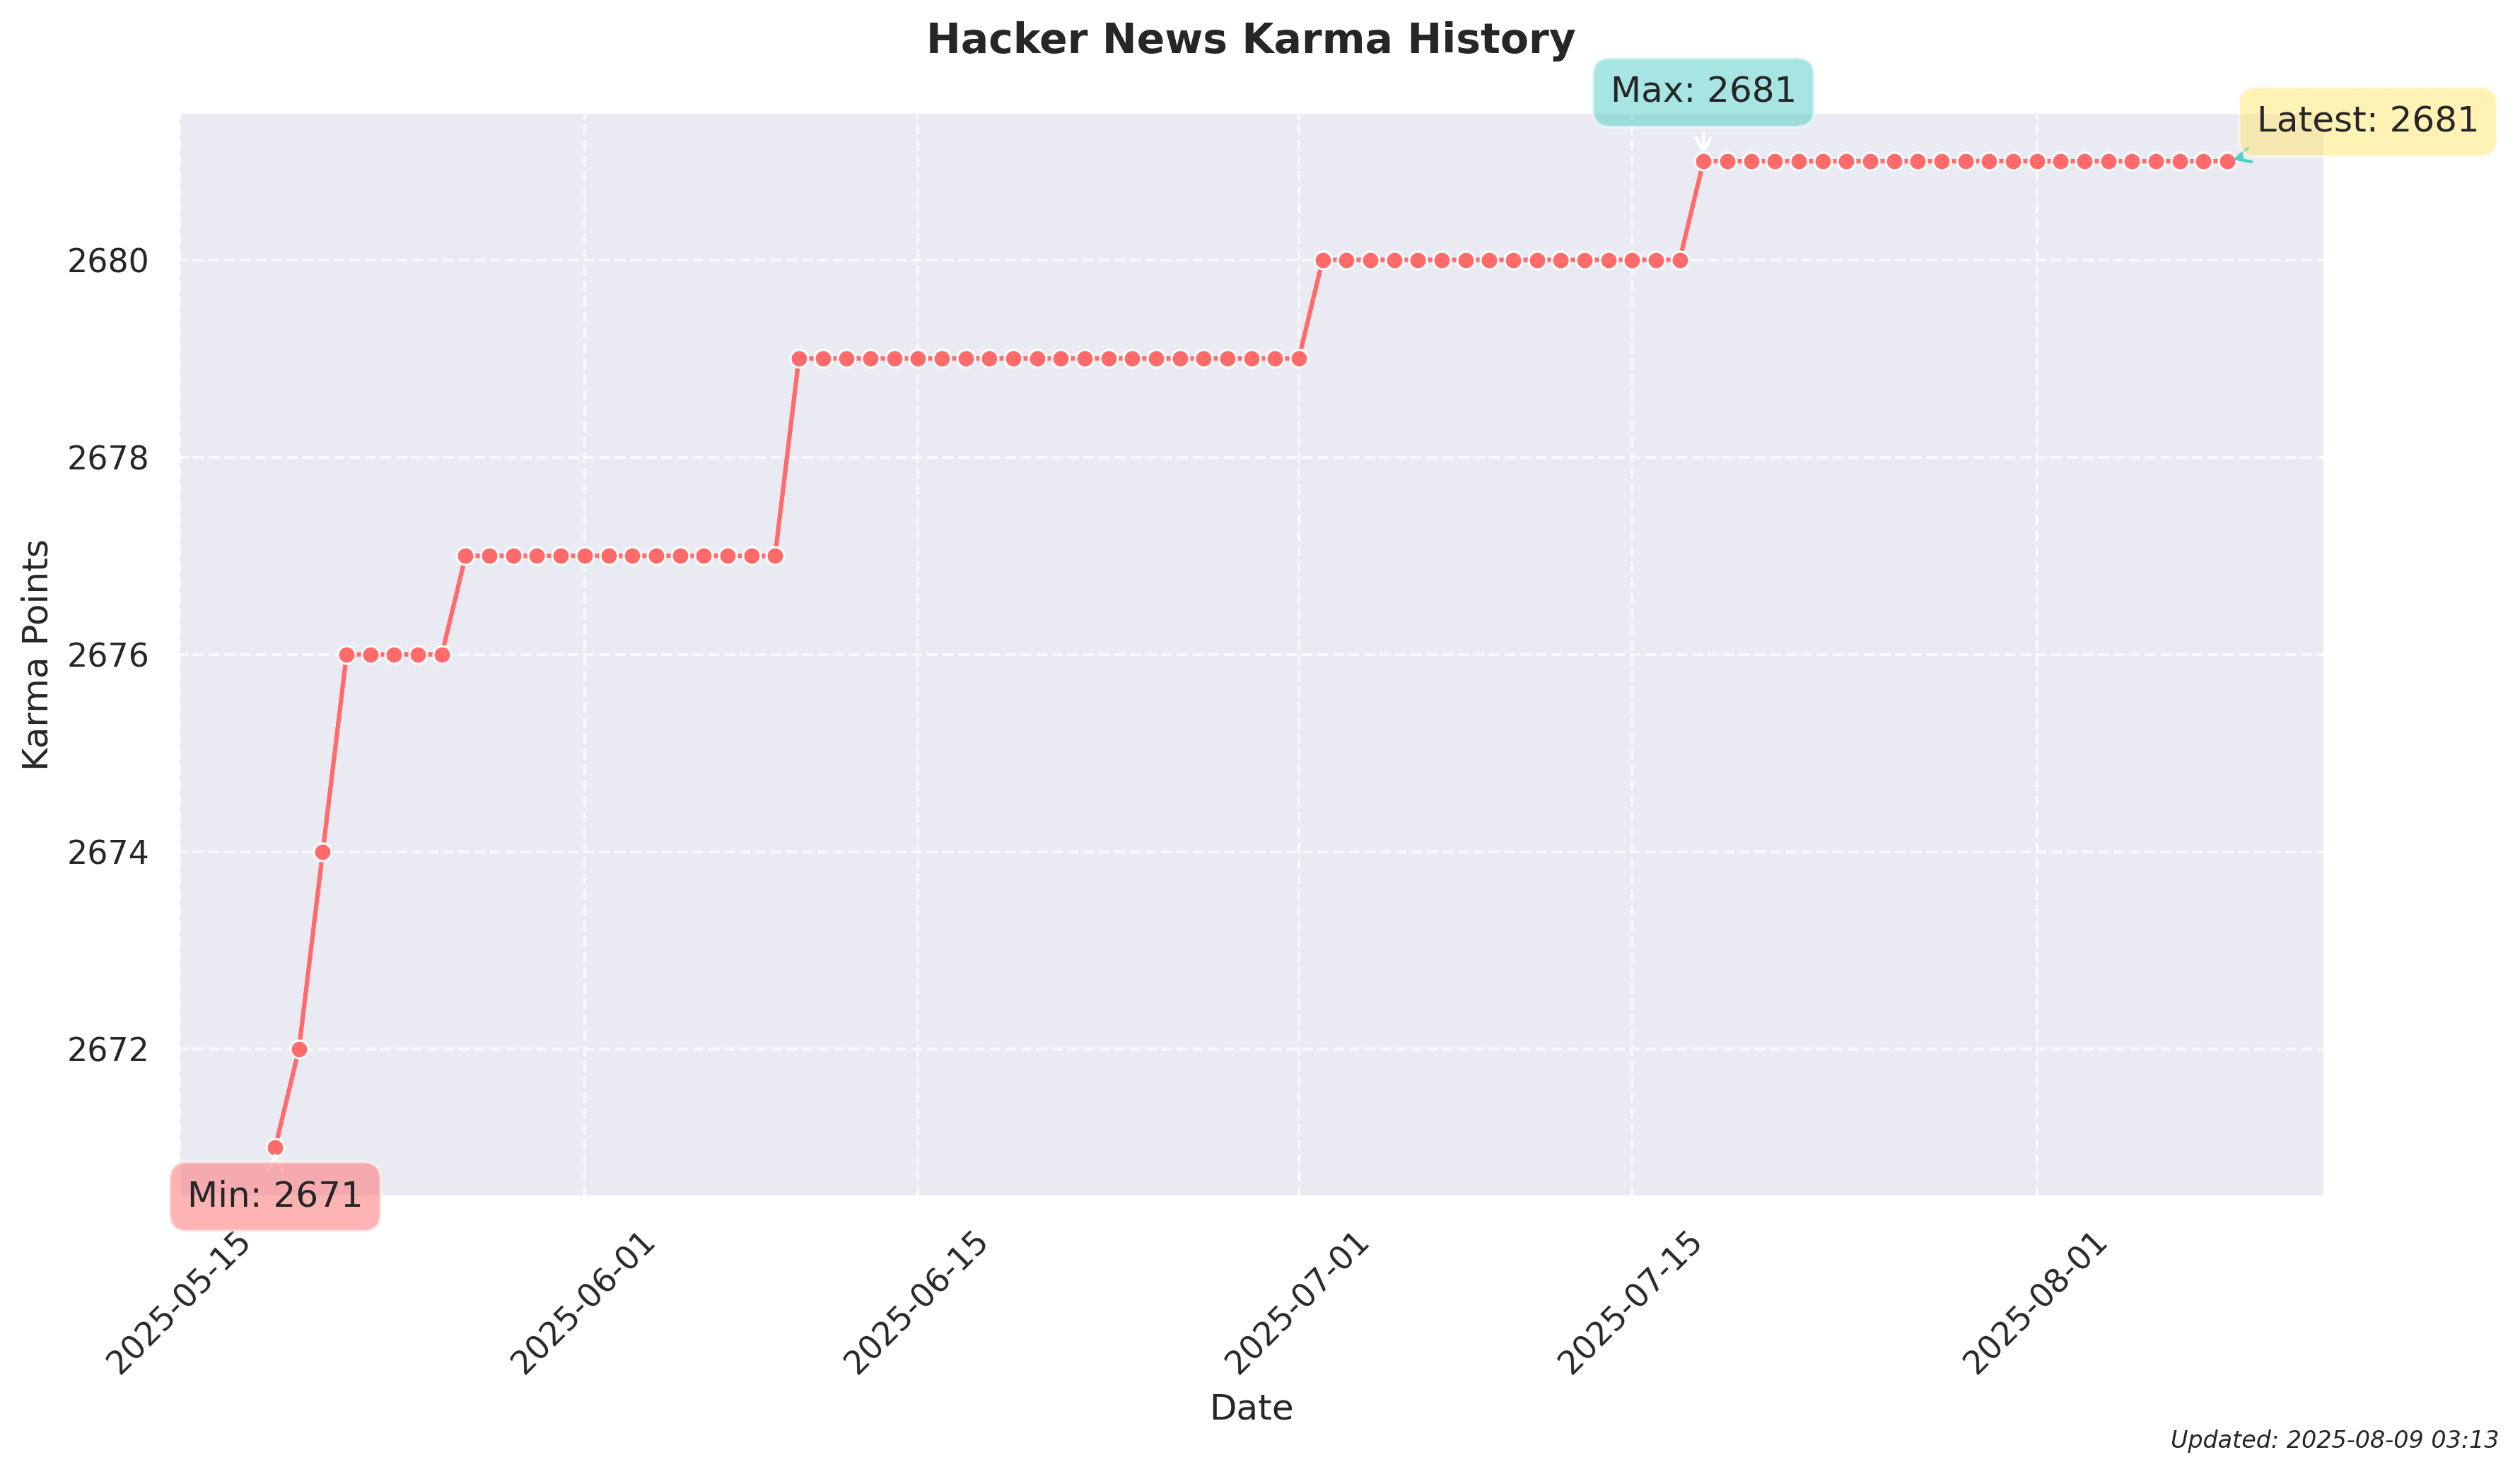 Hacker News Karma History
Max: 2681
Latest: 2681
2680
2678
2676
2674
2672
Karma Points
Min: 2671
2025-05-15
2025-06-01
2025-06-15
2025-07-01
2025-07-15
2025-08-01
Date
Updated: 2025-08-09 03:13